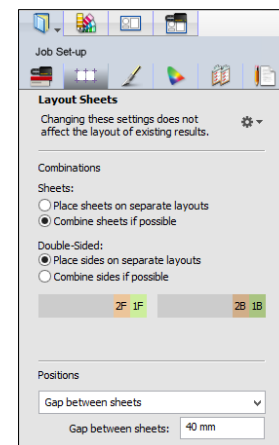 Job Set-up
Layout Sheets
Changing these settings does not
affect the layout of existing results.
Combinations
Sheets:
Place sheets on separate layouts
Combine sheets if possible
Double-Sided:
Place sides on separate layouts
Combine sides if possible
2F 1F 2B 1B
Positions
Gap between sheets
Gap between sheets: 40 mm